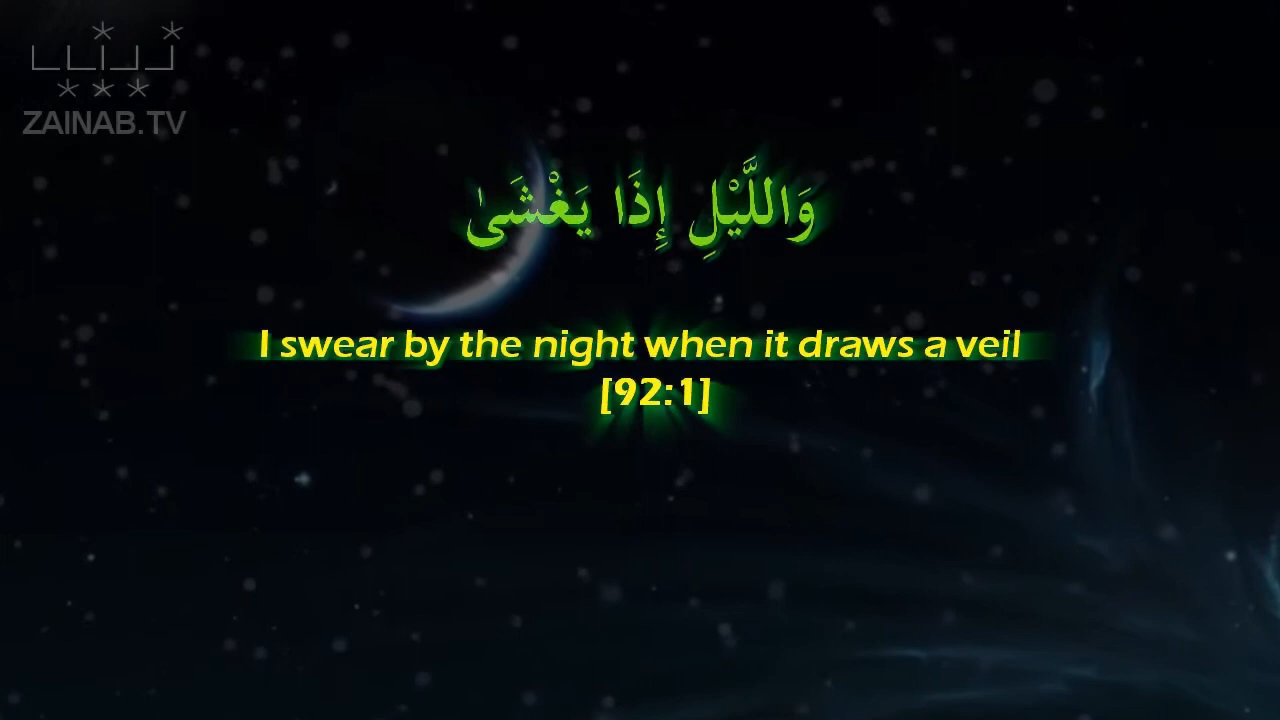 ZAINAB.TV
وَاللَّيْلِ إِذَا يَغْشَىٰ
I swear by the night when it draws a veil
[92:1]